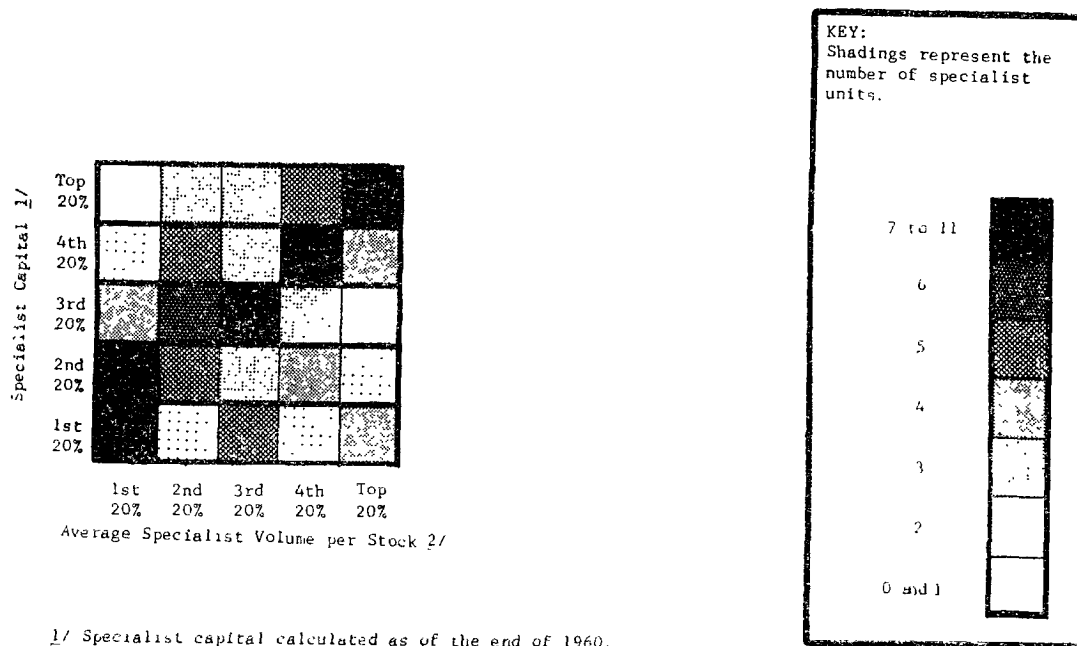 KEY:
Shadings represent the
number of specialist
units.
7 to 11
6
5
4
3
2
0 and 1
Specialist Capital 1/
Top
20%
4th
20%
3rd
20%
2nd
20%
1st
20%
1st 2nd 3rd 4th Top
20% 20% 20% 20% 20%
Average Specialist Volume per Stock 2/
1/ Specialist capital calculated as of the end of 1960.